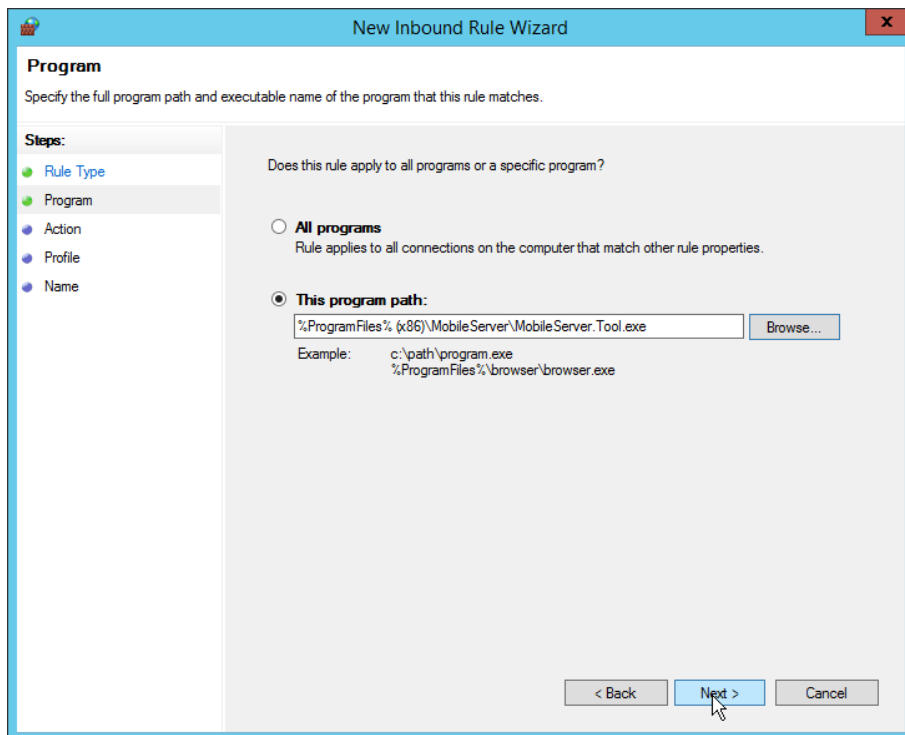 New Inbound Rule Wizard
x
Program
Specify the full program path and executable name of the program that this rule matches.
Steps:
Rule Type
Program
Action
Profile
Name
Does this rule apply to all programs or a specific program?
All programs
Rule applies to all connections on the computer that match other rule properties.
This program path:
%ProgramFiles% (x86)\MobileServer\MobileServer.Tool.exe
Browse...
Example: c:\path\program.exe
%ProgramFiles%\browser\browser.exe
< Back Next > Cancel